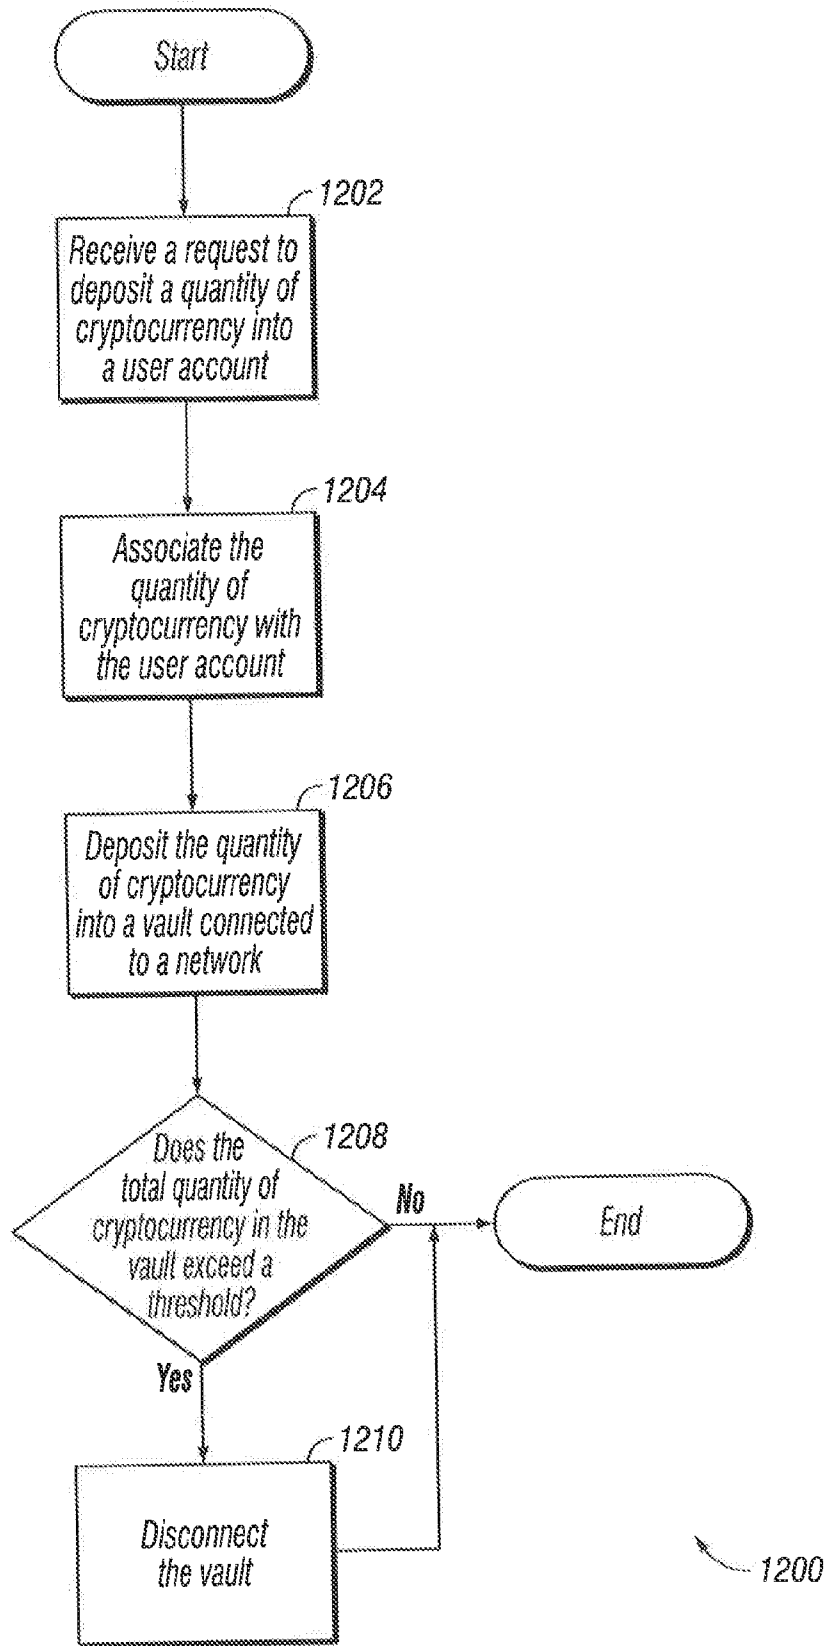 Start
1202
Receive a request to
deposit a quantity of
cryptocurrency into
a user account
1204
Associate the
quantity of
cryptocurrency with
the user account
1206
Deposit the quantity
of cryptocurrency
into a vault connected
to a network
1208
Does the
total quantity of
cryptocurrency in the
vault exceed a
threshold?
No
End
Yes
1210
Disconnect
the vault
1200